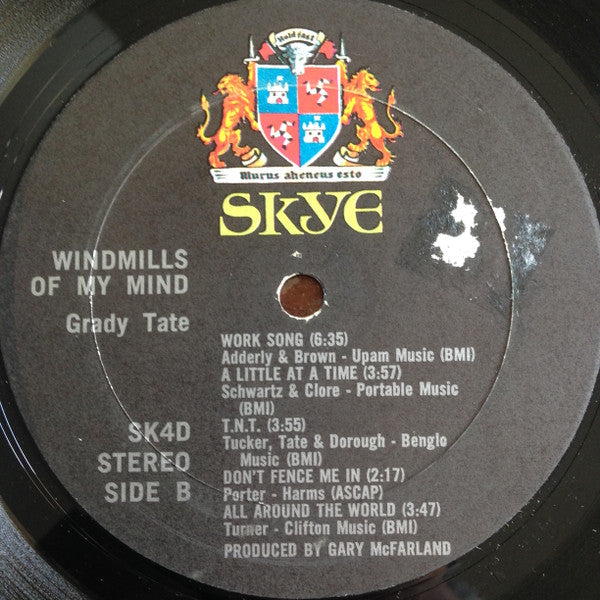 Hold fast
Murus aheneus esto
SKYE
WINDMILLS
OF MY MIND
Grady Tate
WORK SONG (6:35)
Adderly & Brown - Upam Music (BMI)
A LITTLE AT A TIME (3:57)
Schwartz & Clore - Portable Music
(BMI)
T.N.T. (3:55)
Tucker, Tate & Dorough - Benglo
Music (BMI)
DON'T FENCE ME IN (2:17)
Porter - Harms (ASCAP)
ALL AROUND THE WORLD (3:47)
Turner - Clifton Music (BMI)
PRODUCED BY GARY McFARLAND
SK4D
STEREO
SIDE B